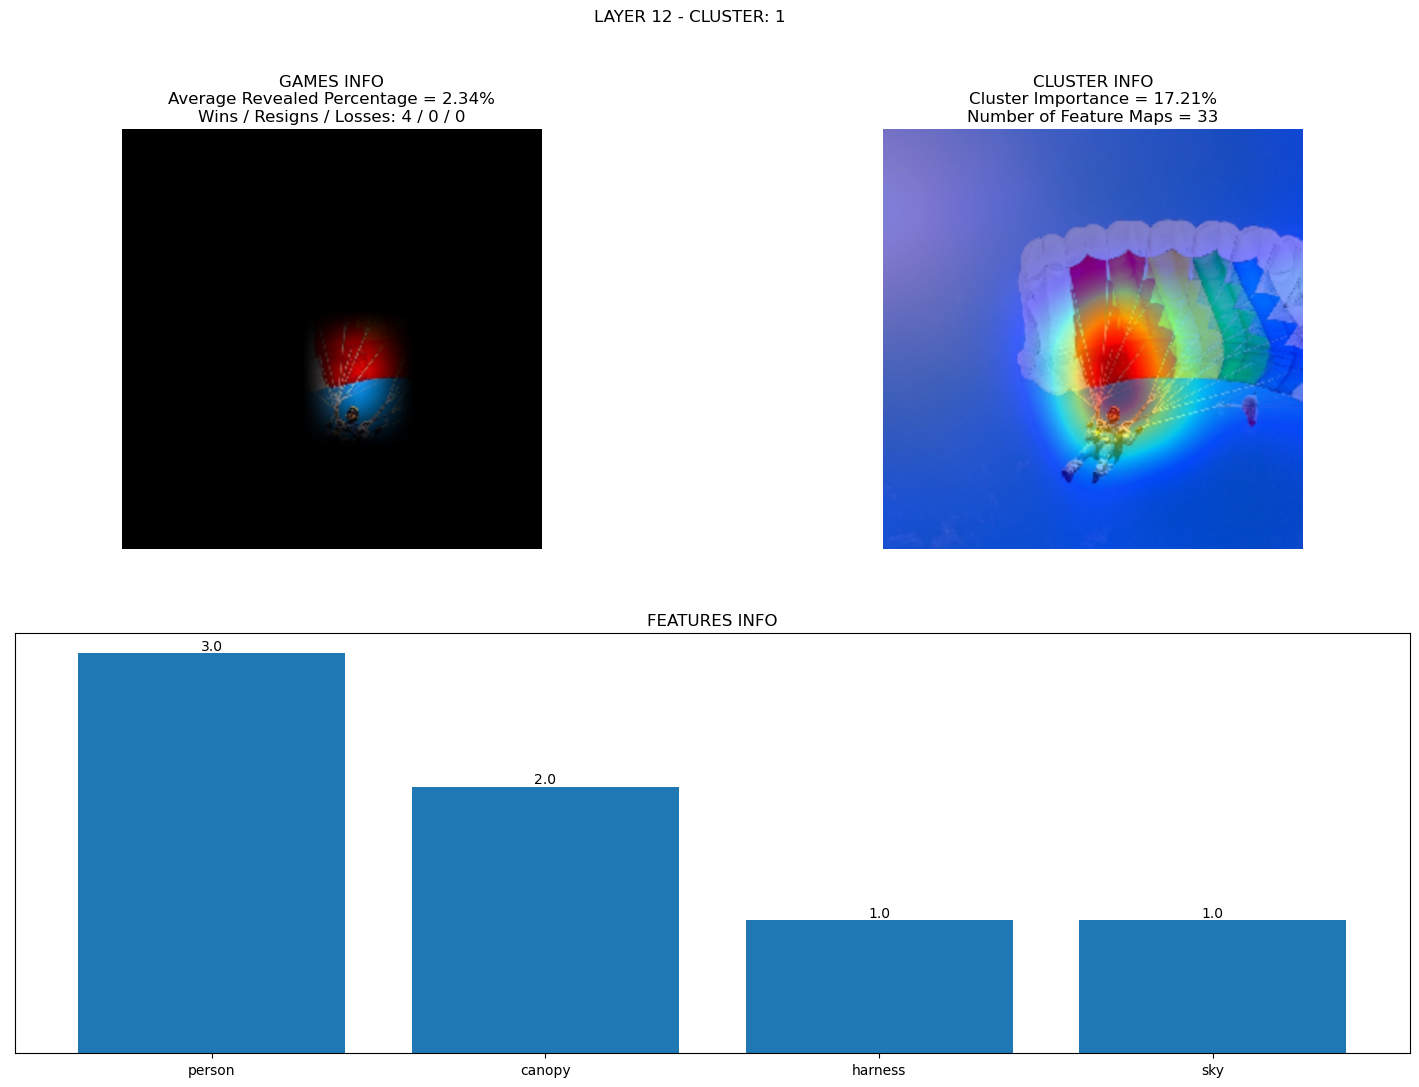 LAYER 12 - CLUSTER: 1
GAMES INFO
Average Revealed Percentage = 2.34%
Wins / Resigns / Losses: 4 / 0 / 0
CLUSTER INFO
Cluster Importance = 17.21%
Number of Feature Maps = 33
FEATURES INFO
3.0
2.0
1.0
1.0
person
canopy
harness
sky